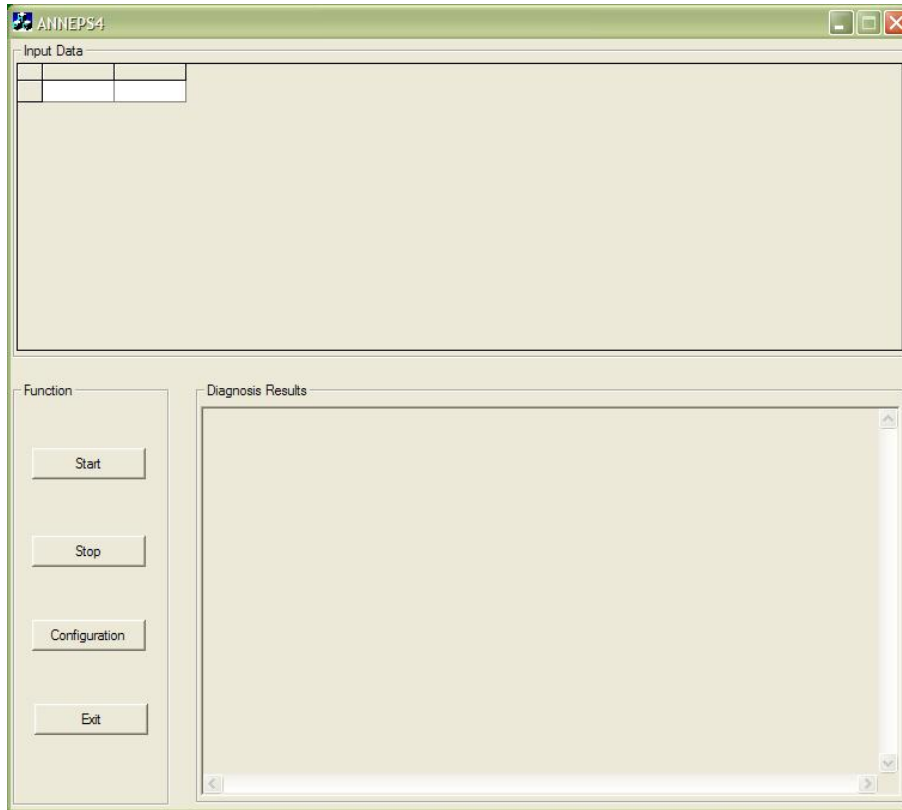 ANNEPS4
Input Data
Function
Diagnosis Results
Start
Stop
Configuration
Exit